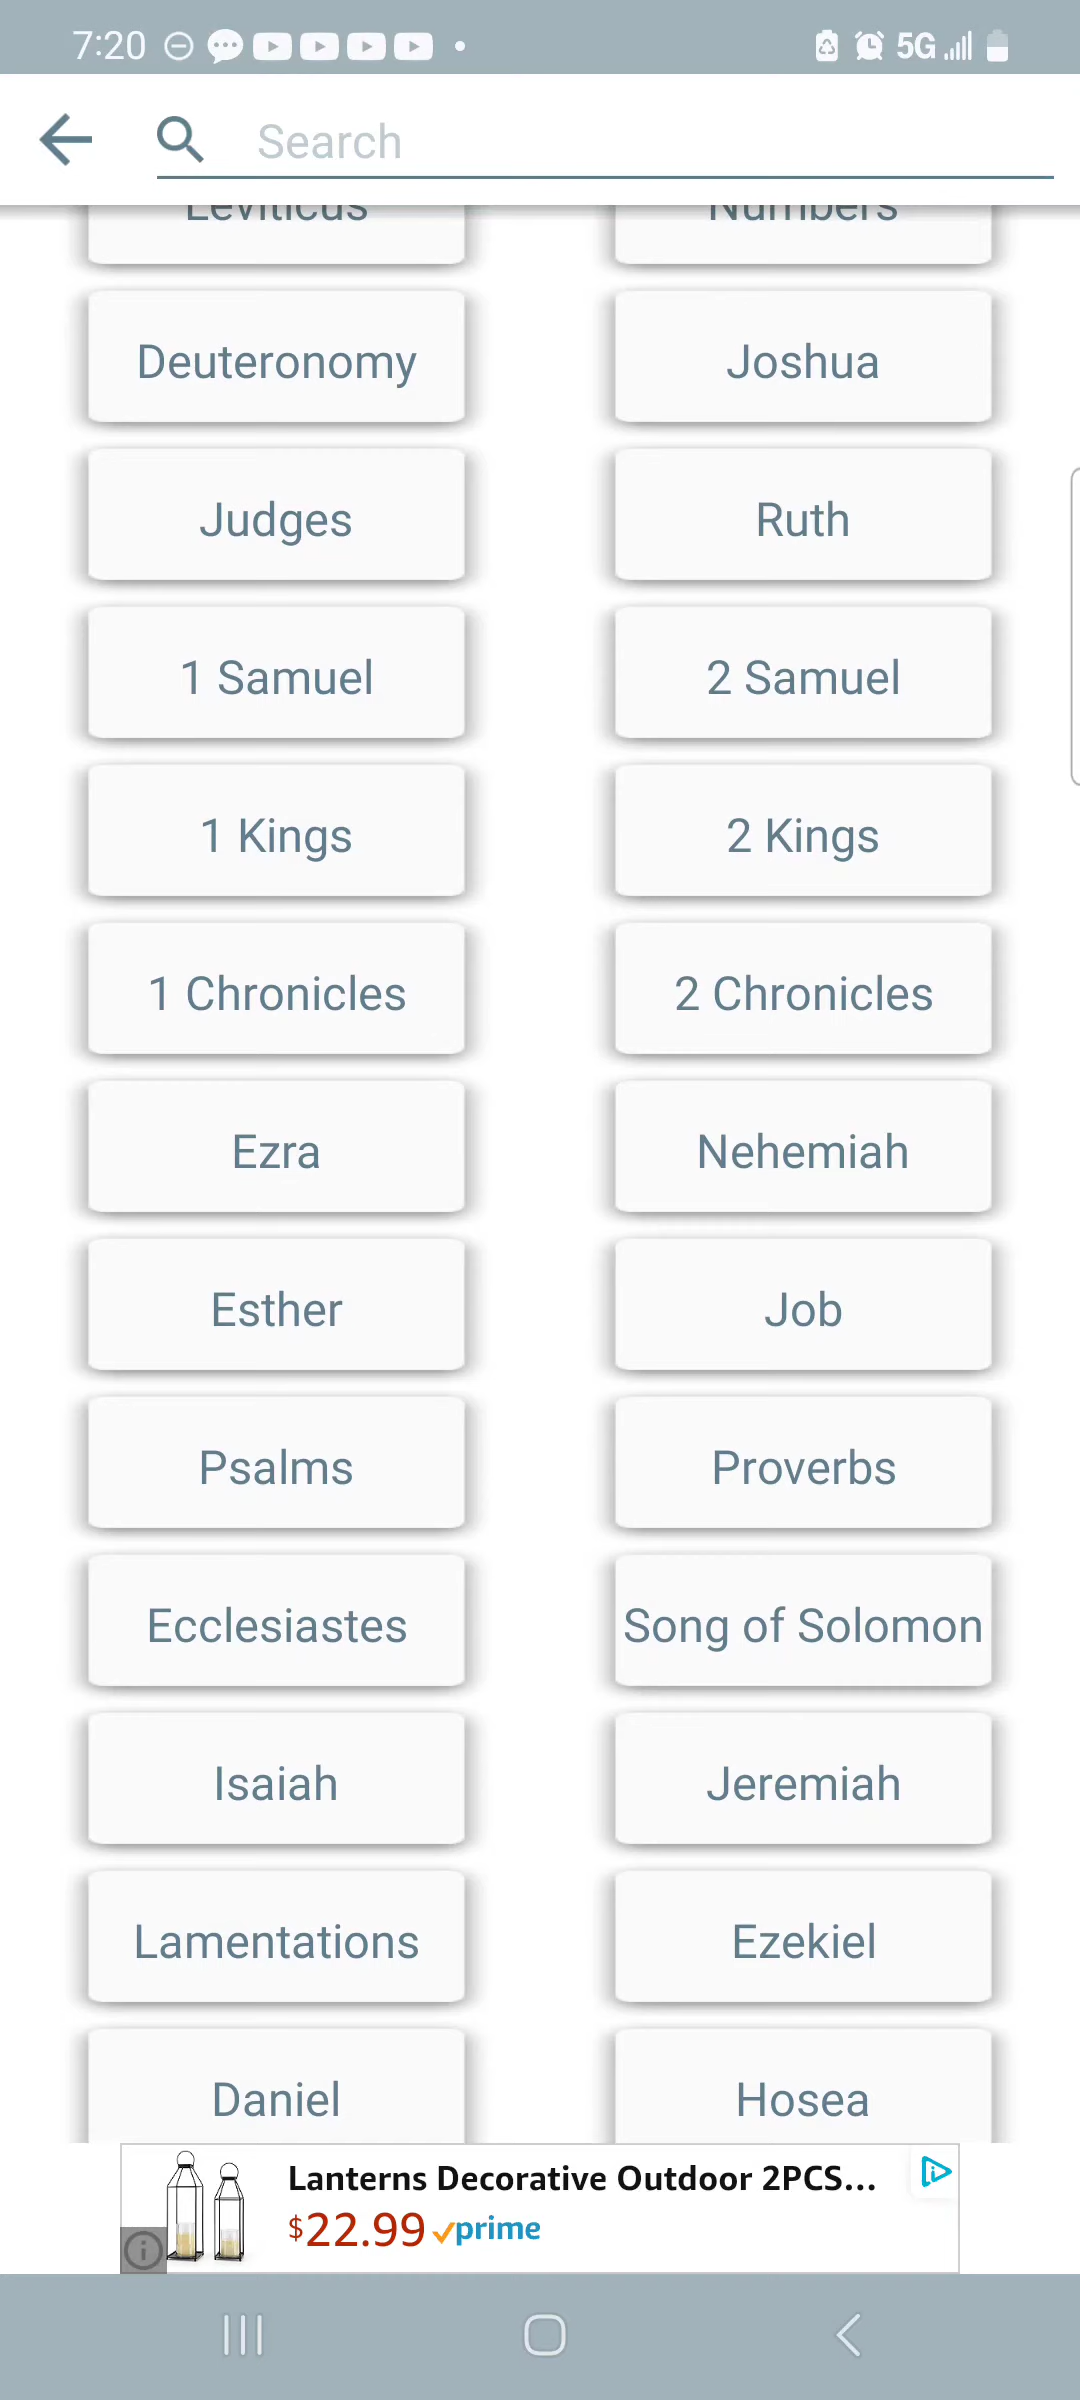 7:20 5G
Search
Leviticus Numbers
Deuteronomy Joshua
Judges Ruth
1 Samuel 2 Samuel
1 Kings 2 Kings
1 Chronicles 2 Chronicles
Ezra Nehemiah
Esther Job
Psalms Proverbs
Ecclesiastes Song of Solomon
Isaiah Jeremiah
Lamentations Ezekiel
Daniel Hosea
Lanterns Decorative Outdoor 2PCS...
$22.99 prime